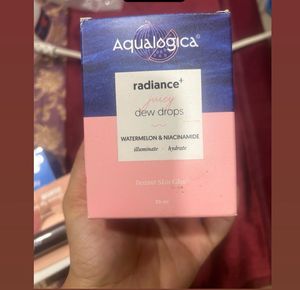 Aqualogica®
radiance+
juicy
dew drops
WATERMELON & NIACINAMIDE
illuminate · hydrate
Instant Skin Glow